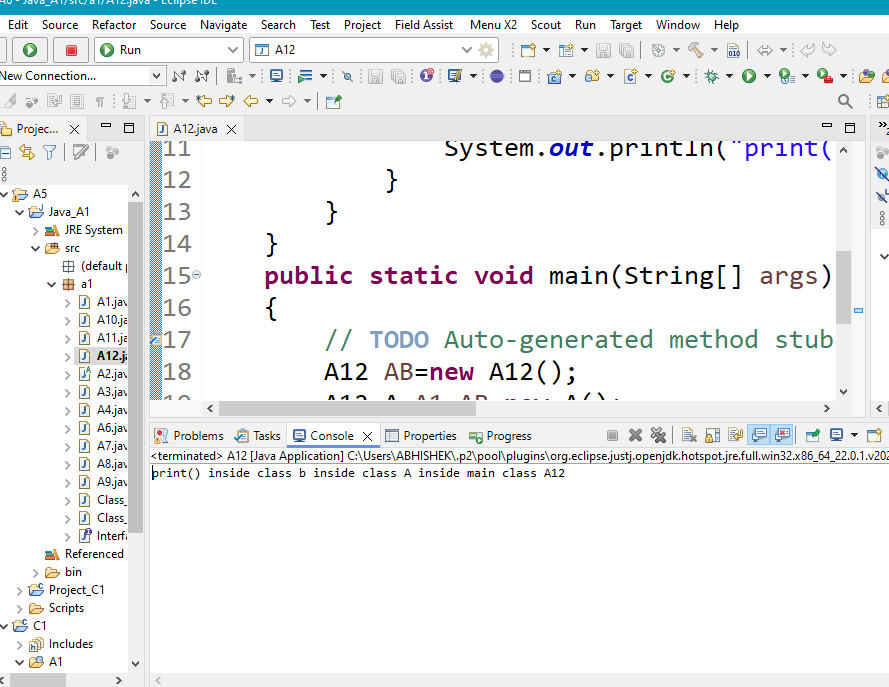 A0 - Java_A1/src/a1/A12.java - Eclipse IDE
Edit Source Refactor Source Navigate Search Test Project Field Assist Menu X2 Scout Run Target Window Help
Run A12
New Connection...
Projec... A12.java
11 System.out.println("print(
12 }
13 }
14 }
15 public static void main(String[] args)
16 {
17 // TODO Auto-generated method stub
18 A12 AB=new A12();
A5
Java_A1
JRE System
src
(default p
a1
A1.jav
A10.ja
A11.ja
A12.ja
A2.jav
A3.jav
A4.jav
A6.jav
A7.jav
A8.jav
A9.jav
Class_
Class_
Interfa
Referenced
bin
Project_C1
Scripts
C1
Includes
A1
Problems Tasks Console Properties Progress
<terminated> A12 [Java Application] C:\Users\ABHISHEK\.p2\pool\plugins\org.eclipse.justj.openjdk.hotspot.jre.full.win32.x86_64_22.0.1.v202
print() inside class b inside class A inside main class A12